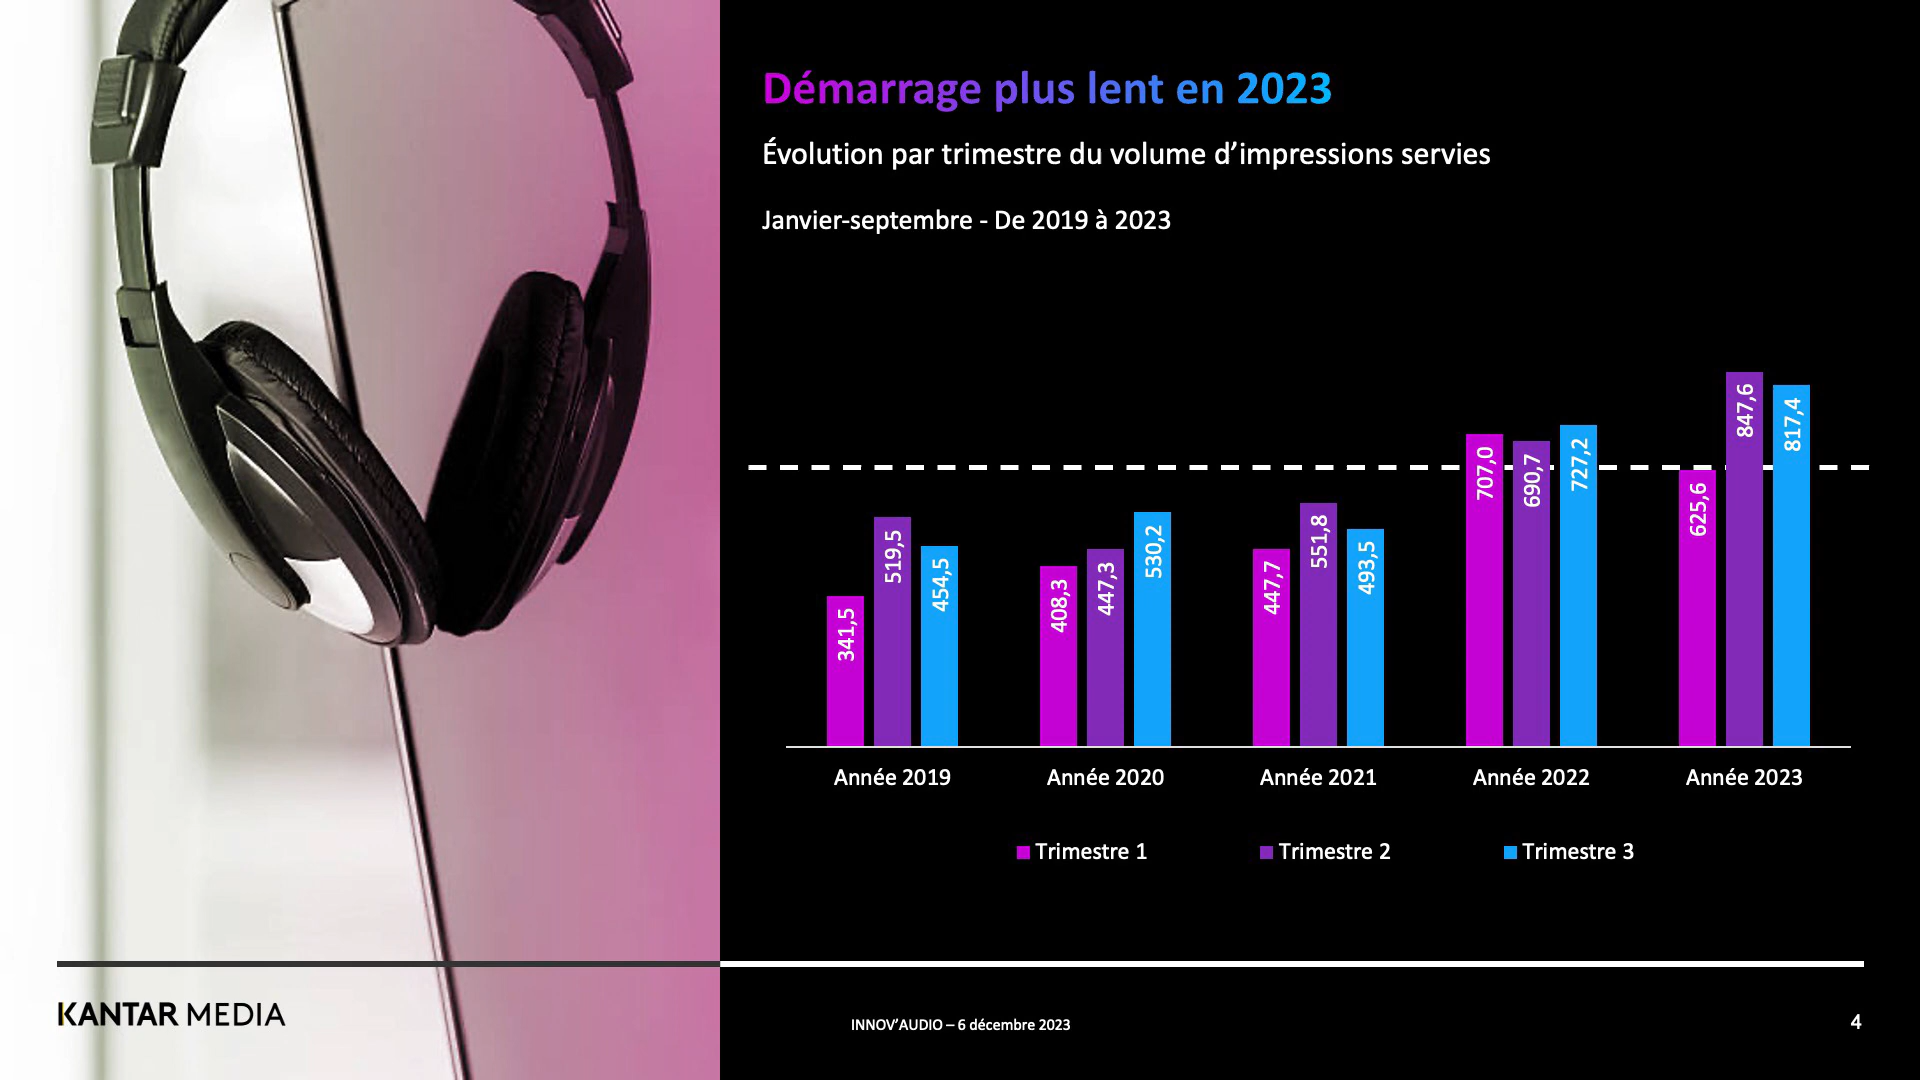 Démarrage plus lent en 2023
Évolution par trimestre du volume d’impressions servies
Janvier-septembre - De 2019 à 2023
341,5
519,5
454,5
408,3
447,3
530,2
447,7
551,8
493,5
707,0
690,7
727,2
625,6
847,6
817,4
Année 2019
Année 2020
Année 2021
Année 2022
Année 2023
Trimestre 1
Trimestre 2
Trimestre 3
KANTAR MEDIA
INNOV’AUDIO – 6 décembre 2023
4